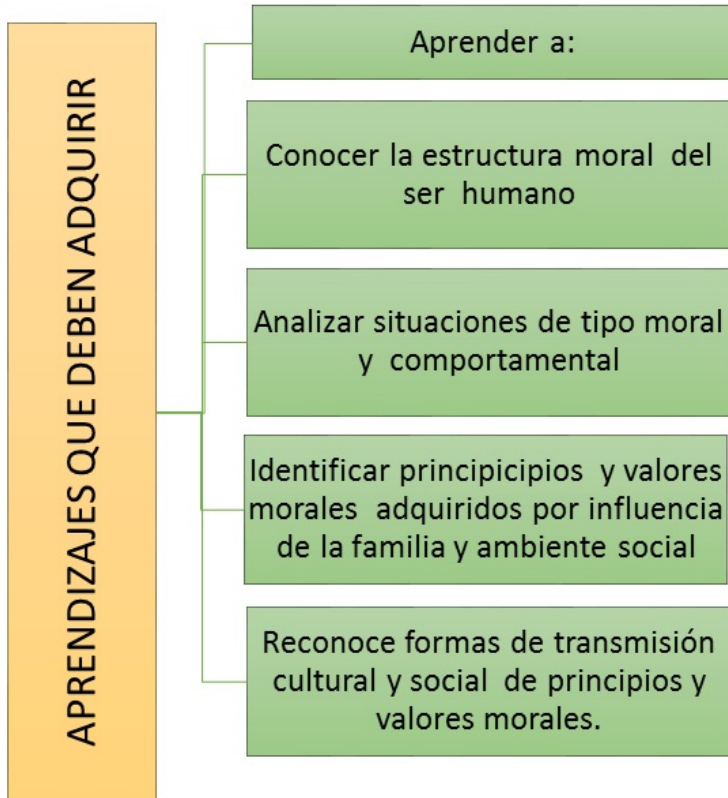 APRENDIZAJES QUE DEBEN ADQUIRIR
Aprender a:
Conocer la estructura moral del
ser humano
Analizar situaciones de tipo moral
y comportamental
Identificar principicipios y valores
morales adquiridos por influencia
de la familia y ambiente social
Reconoce formas de transmisión
cultural y social de principios y
valores morales.